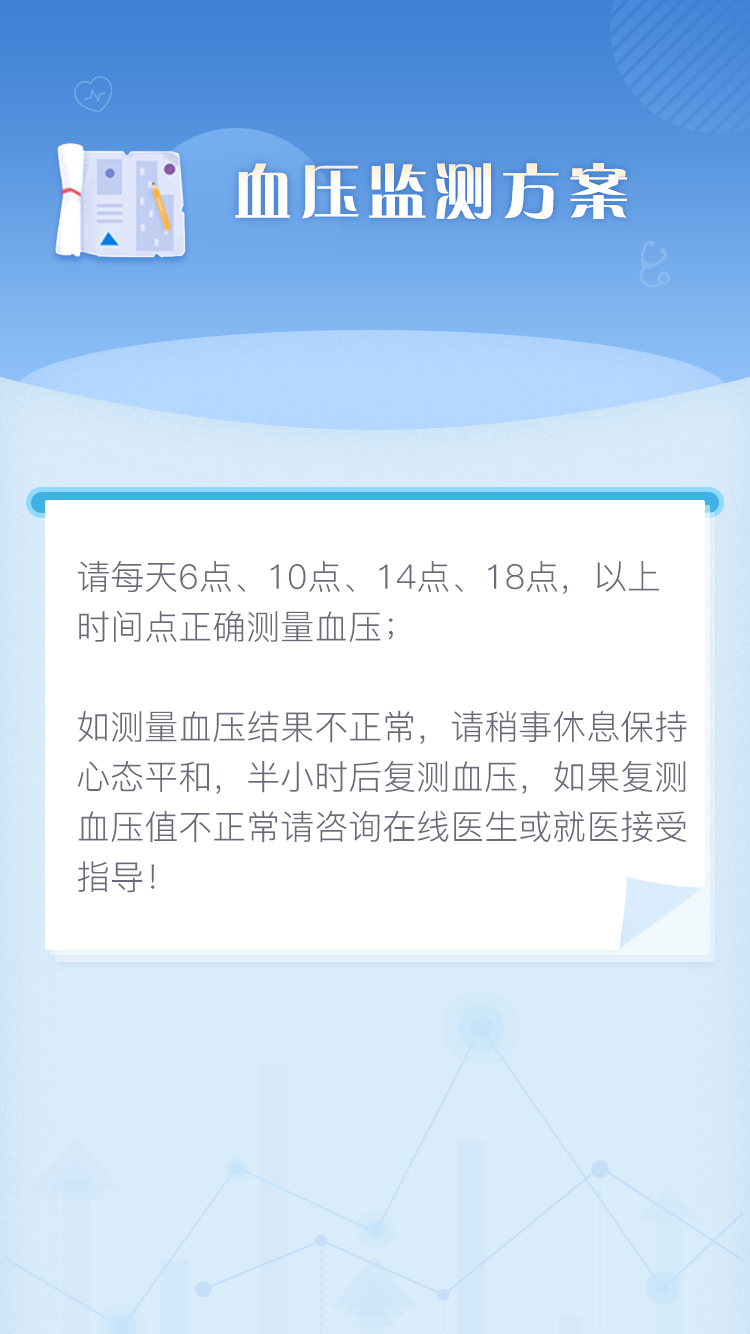 血压监测方案
请每天6点、10点、14点、18点，以上
时间点正确测量血压；
如测量血压结果不正常，请稍事休息保持
心态平和，半小时后复测血压，如果复测
血压值不正常请咨询在线医生或就医接受
指导！